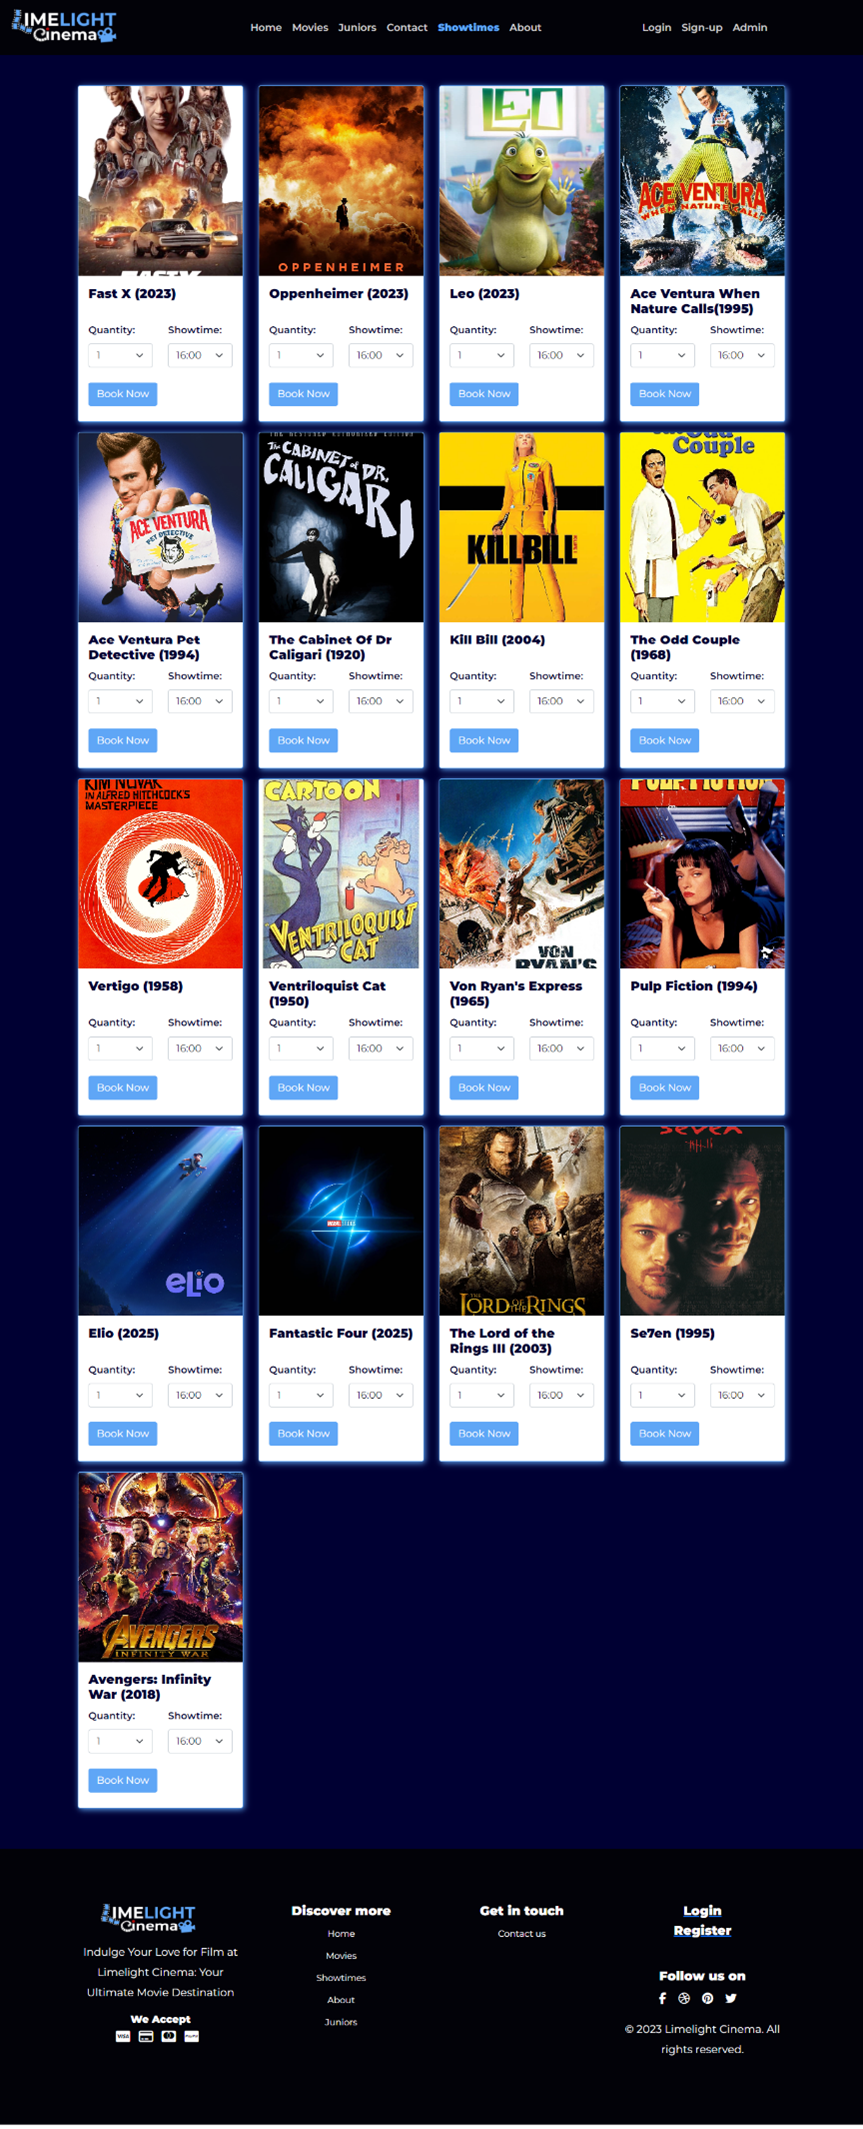 LIMELIGHT
Cinema
Home Movies Juniors Contact Showtimes About
Login Sign-up Admin
OPPENHEIMER
LEO
ACE VENTURA
WHEN NATURE CALLS
Fast X (2023)
Quantity: Showtime:
1 16:00
Book Now
Oppenheimer (2023)
Quantity: Showtime:
1 16:00
Book Now
Leo (2023)
Quantity: Showtime:
1 16:00
Book Now
Ace Ventura When
Nature Calls(1995)
Quantity: Showtime:
1 16:00
Book Now
ACE VENTURA
PET DETECTIVE
The CABINET of DR.
CALIGARI
KILL BILL
Couple
Ace Ventura Pet
Detective (1994)
Quantity: Showtime:
1 16:00
Book Now
The Cabinet Of Dr
Caligari (1920)
Quantity: Showtime:
1 16:00
Book Now
Kill Bill (2004)
Quantity: Showtime:
1 16:00
Book Now
The Odd Couple
(1968)
Quantity: Showtime:
1 16:00
Book Now
KIM NOVAK
IN ALFRED HITCHCOCK'S
MASTERPIECE
CARTOON
VENTRILOQUIST
CAT
VON
RYAN'S
PULP FICTION
Vertigo (1958)
Quantity: Showtime:
1 16:00
Book Now
Ventriloquist Cat
(1950)
Quantity: Showtime:
1 16:00
Book Now
Von Ryan's Express
(1965)
Quantity: Showtime:
1 16:00
Book Now
Pulp Fiction (1994)
Quantity: Showtime:
1 16:00
Book Now
elio
THE
LORD OF THE RINGS
Elio (2025)
Quantity: Showtime:
1 16:00
Book Now
Fantastic Four (2025)
Quantity: Showtime:
1 16:00
Book Now
The Lord of the
Rings III (2003)
Quantity: Showtime:
1 16:00
Book Now
Se7en (1995)
Quantity: Showtime:
1 16:00
Book Now
AVENGERS
INFINITY WAR
Avengers: Infinity
War (2018)
Quantity: Showtime:
1 16:00
Book Now
LIMELIGHT
Cinema
Indulge Your Love for Film at
Limelight Cinema: Your
Ultimate Movie Destination
We Accept
VISA
PayPal
Discover more
Home
Movies
Showtimes
About
Juniors
Get in touch
Contact us
Login
Register
Follow us on
© 2023 Limelight Cinema. All
rights reserved.